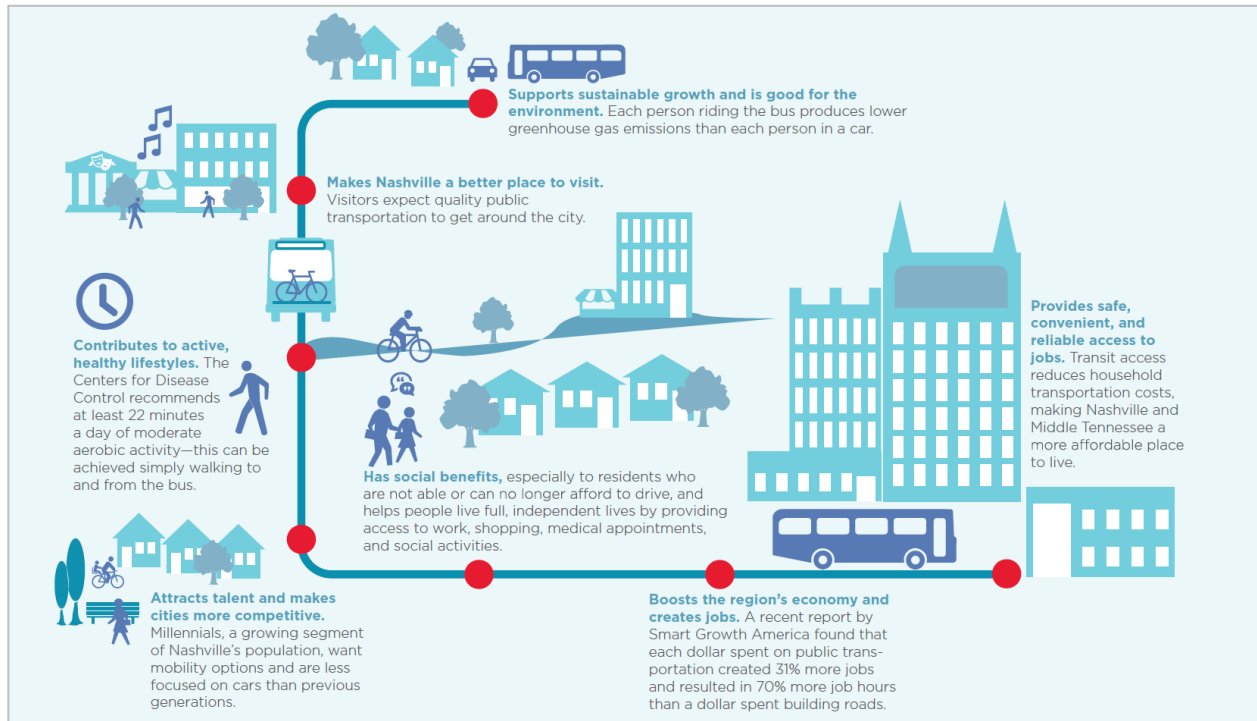 Supports sustainable growth and is good for the
environment. Each person riding the bus produces lower
greenhouse gas emissions than each person in a car.
Makes Nashville a better place to visit.
Visitors expect quality public
transportation to get around the city.
Contributes to active,
healthy lifestyles. The
Centers for Disease
Control recommends
at least 22 minutes
a day of moderate
aerobic activity—this can be
achieved simply walking to
and from the bus.
Attracts talent and makes
cities more competitive.
Millennials, a growing segment
of Nashville's population, want
mobility options and are less
focused on cars than previous
generations.
Has social benefits, especially to residents who
are not able or can no longer afford to drive, and
helps people live full, independent lives by providing
access to work, shopping, medical appointments,
and social activities.
Boosts the region's economy and
creates jobs. A recent report by
Smart Growth America found that
each dollar spent on public trans-
portation created 31% more jobs
and resulted in 70% more job hours
than a dollar spent building roads.
Provides safe,
convenient, and
reliable access to
jobs. Transit access
reduces household
transportation costs,
making Nashville and
Middle Tennessee a
more affordable place
to live.